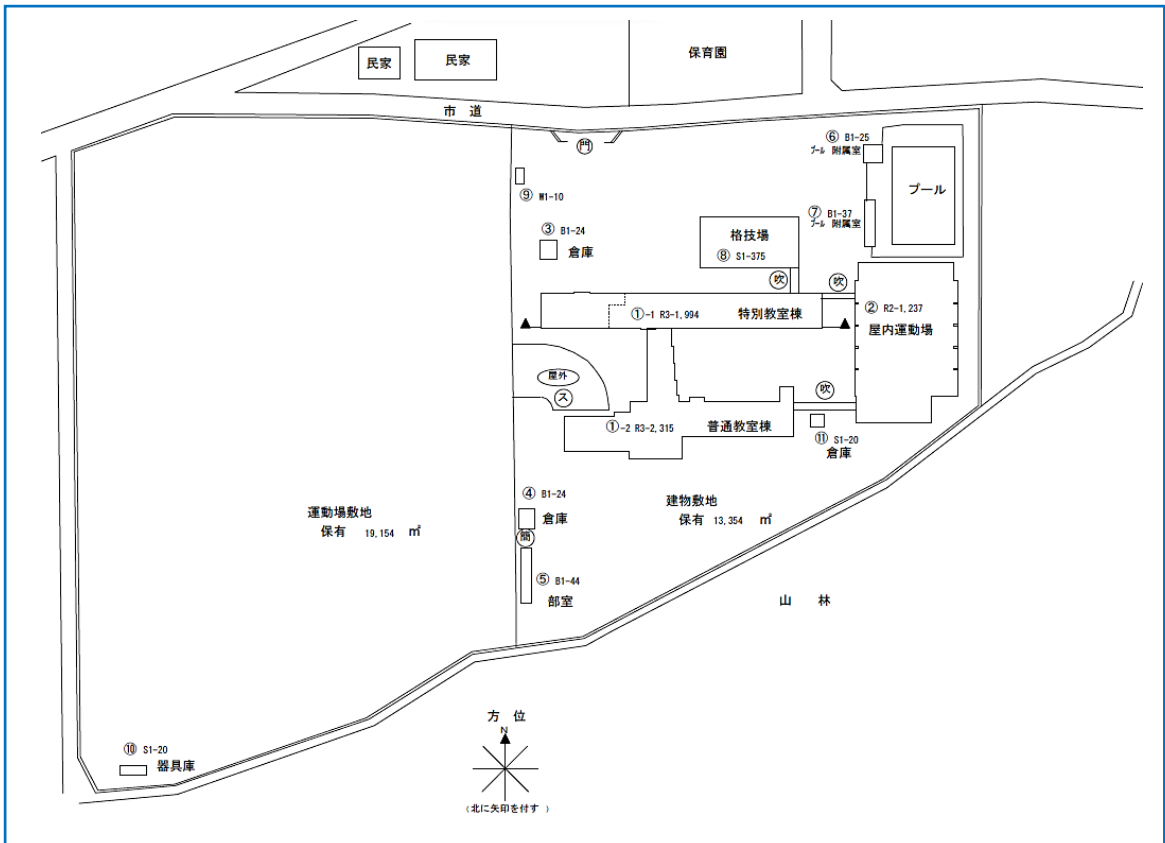 民家
民家
保育園
市 道
門
⑥ B1-25
プール 附属室
プール
⑨ W1-10
⑦ B1-37
プール 附属室
③ B1-24
倉庫
格技場
⑧ S1-375
吹
吹
①-1 R3-1,994 特別教室棟
② R2-1,237
屋内運動場
屋外
ス
吹
①-2 R3-2,315 普通教室棟
⑪ S1-20
倉庫
④ B1-24
倉庫
間
運動場敷地
保有 19,154 ㎡
建物敷地
保有 13,354 ㎡
⑤ B1-44
部室
山 林
方 位
N
(北に矢印を付す )
⑩ S1-20
器具庫